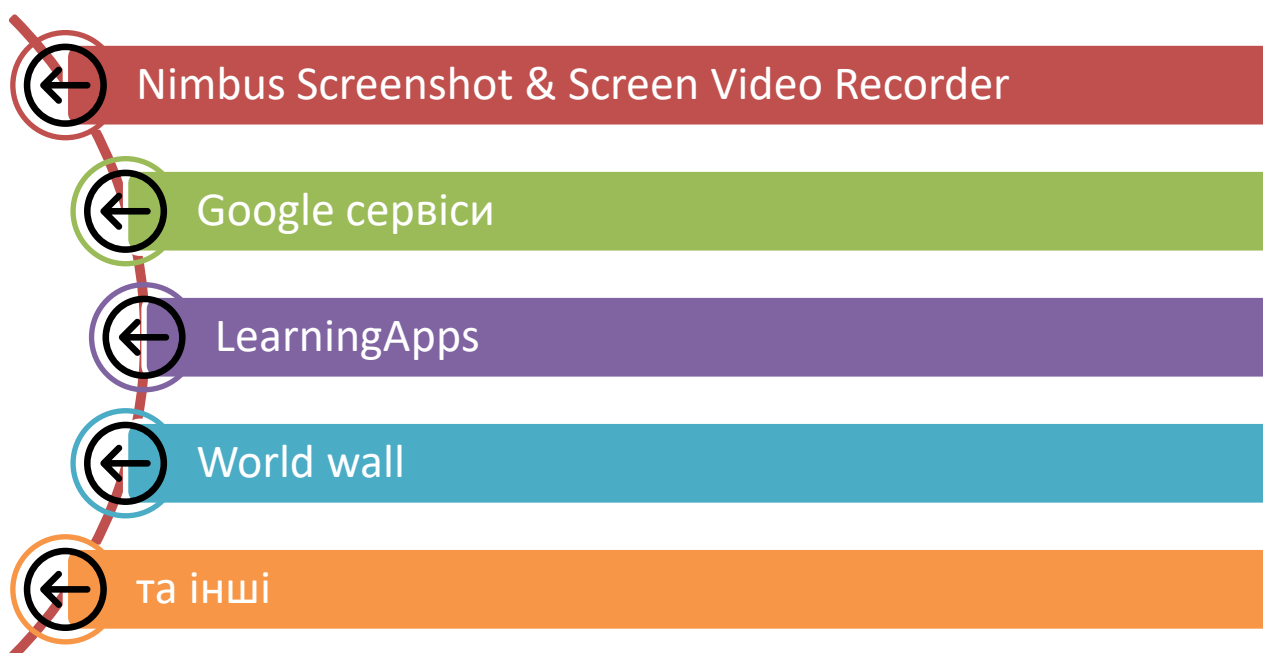 Nimbus Screenshot & Screen Video Recorder
Google сервіси
LearningApps
World wall
та інші